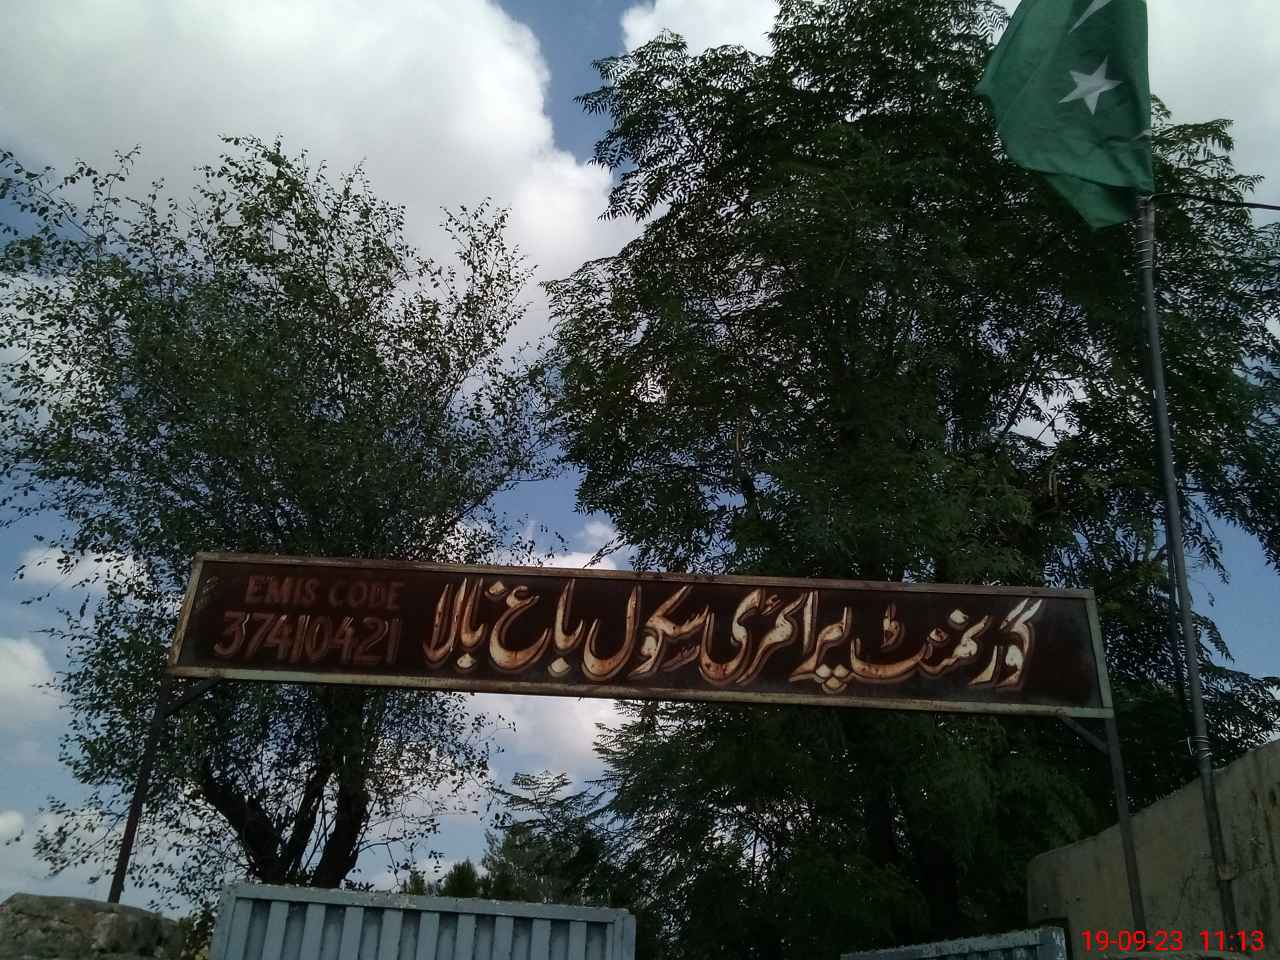 گورنمنٹ پرائمری سکول باغ بالا
EMIS CODE
37410421
19-09-23 11:13